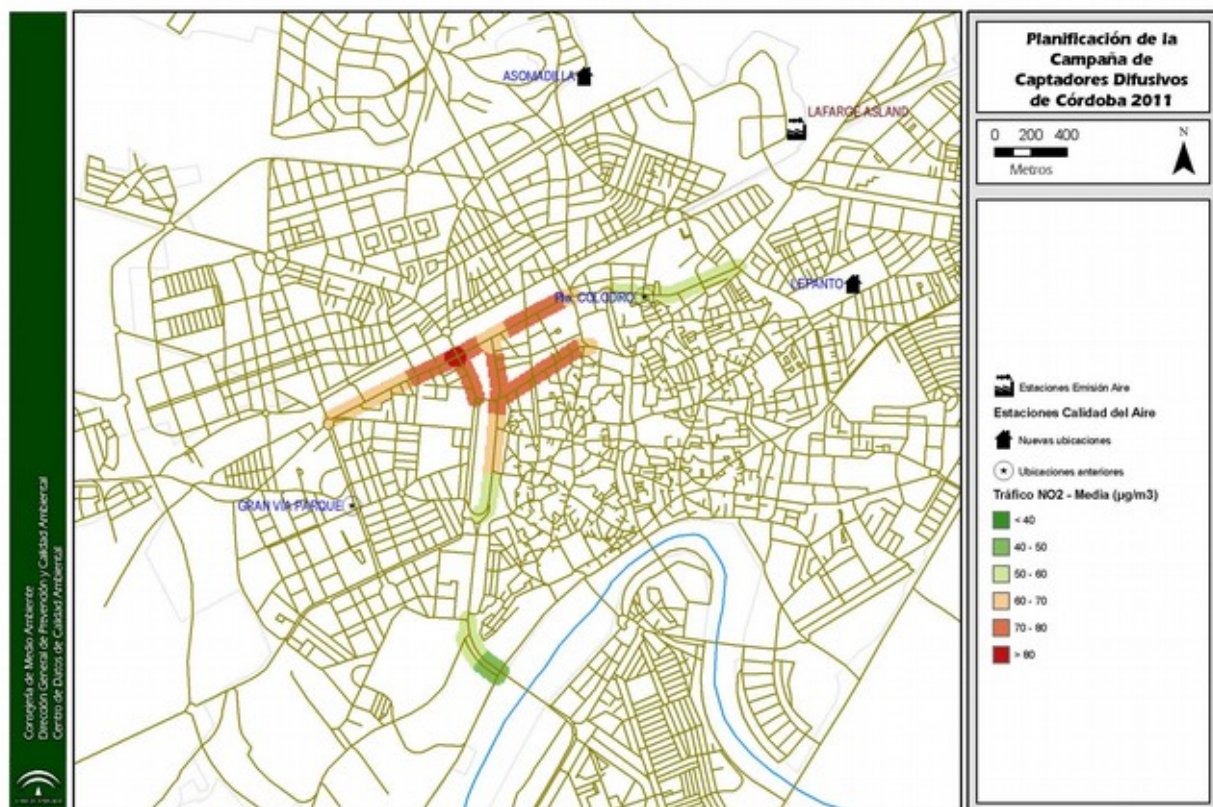 Consejería de Medio Ambiente
Dirección General de Prevención y Calidad Ambiental
Centro de Datos de Calidad Ambiental
ASOMADILLA
LAFARGE ASLAND
Pla. COLODRO
LEPANTO
GRAN VIA PARQUE
Planificación de la
Campaña de
Captadores Difusivos
de Córdoba 2011
0 200 400
Metros
N
Estaciones Emisión Aire
Estaciones Calidad del Aire
Nuevas ubicaciones
Ubicaciones anteriores
Tráfico NO2 - Media (µg/m3)
< 40
40 - 50
50 - 60
60 - 70
70 - 80
> 80